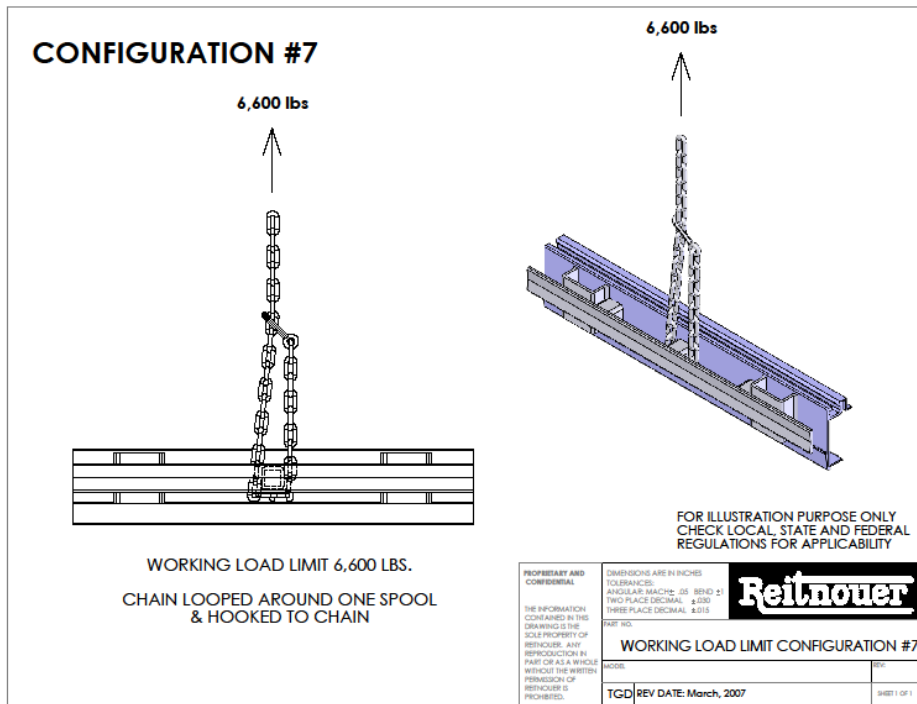 CONFIGURATION #7
6,600 lbs
6,600 lbs
WORKING LOAD LIMIT 6,600 LBS.
CHAIN LOOPED AROUND ONE SPOOL
& HOOKED TO CHAIN
FOR ILLUSTRATION PURPOSE ONLY
CHECK LOCAL, STATE AND FEDERAL
REGULATIONS FOR APPLICABILITY
PROPRIETARY AND
CONFIDENTIAL
THE INFORMATION
CONTAINED IN THIS
DRAWING IS THE
SOLE PROPERTY OF
REITNOUER. ANY
REPRODUCTION IN
PART OR AS A WHOLE
WITHOUT THE WRITTEN
PERMISSION OF
REITNOUER IS
PROHIBITED.
DIMENSIONS ARE IN INCHES
TOLERANCES:
ANGULAR: MACH± .05 BEND ±1
TWO PLACE DECIMAL ±.030
THREE PLACE DECIMAL ±.015
Reitnouer
PART NO.
WORKING LOAD LIMIT CONFIGURATION #7
MODEL
REV:
TGD REV DATE: March, 2007
SHEET 1 OF 1